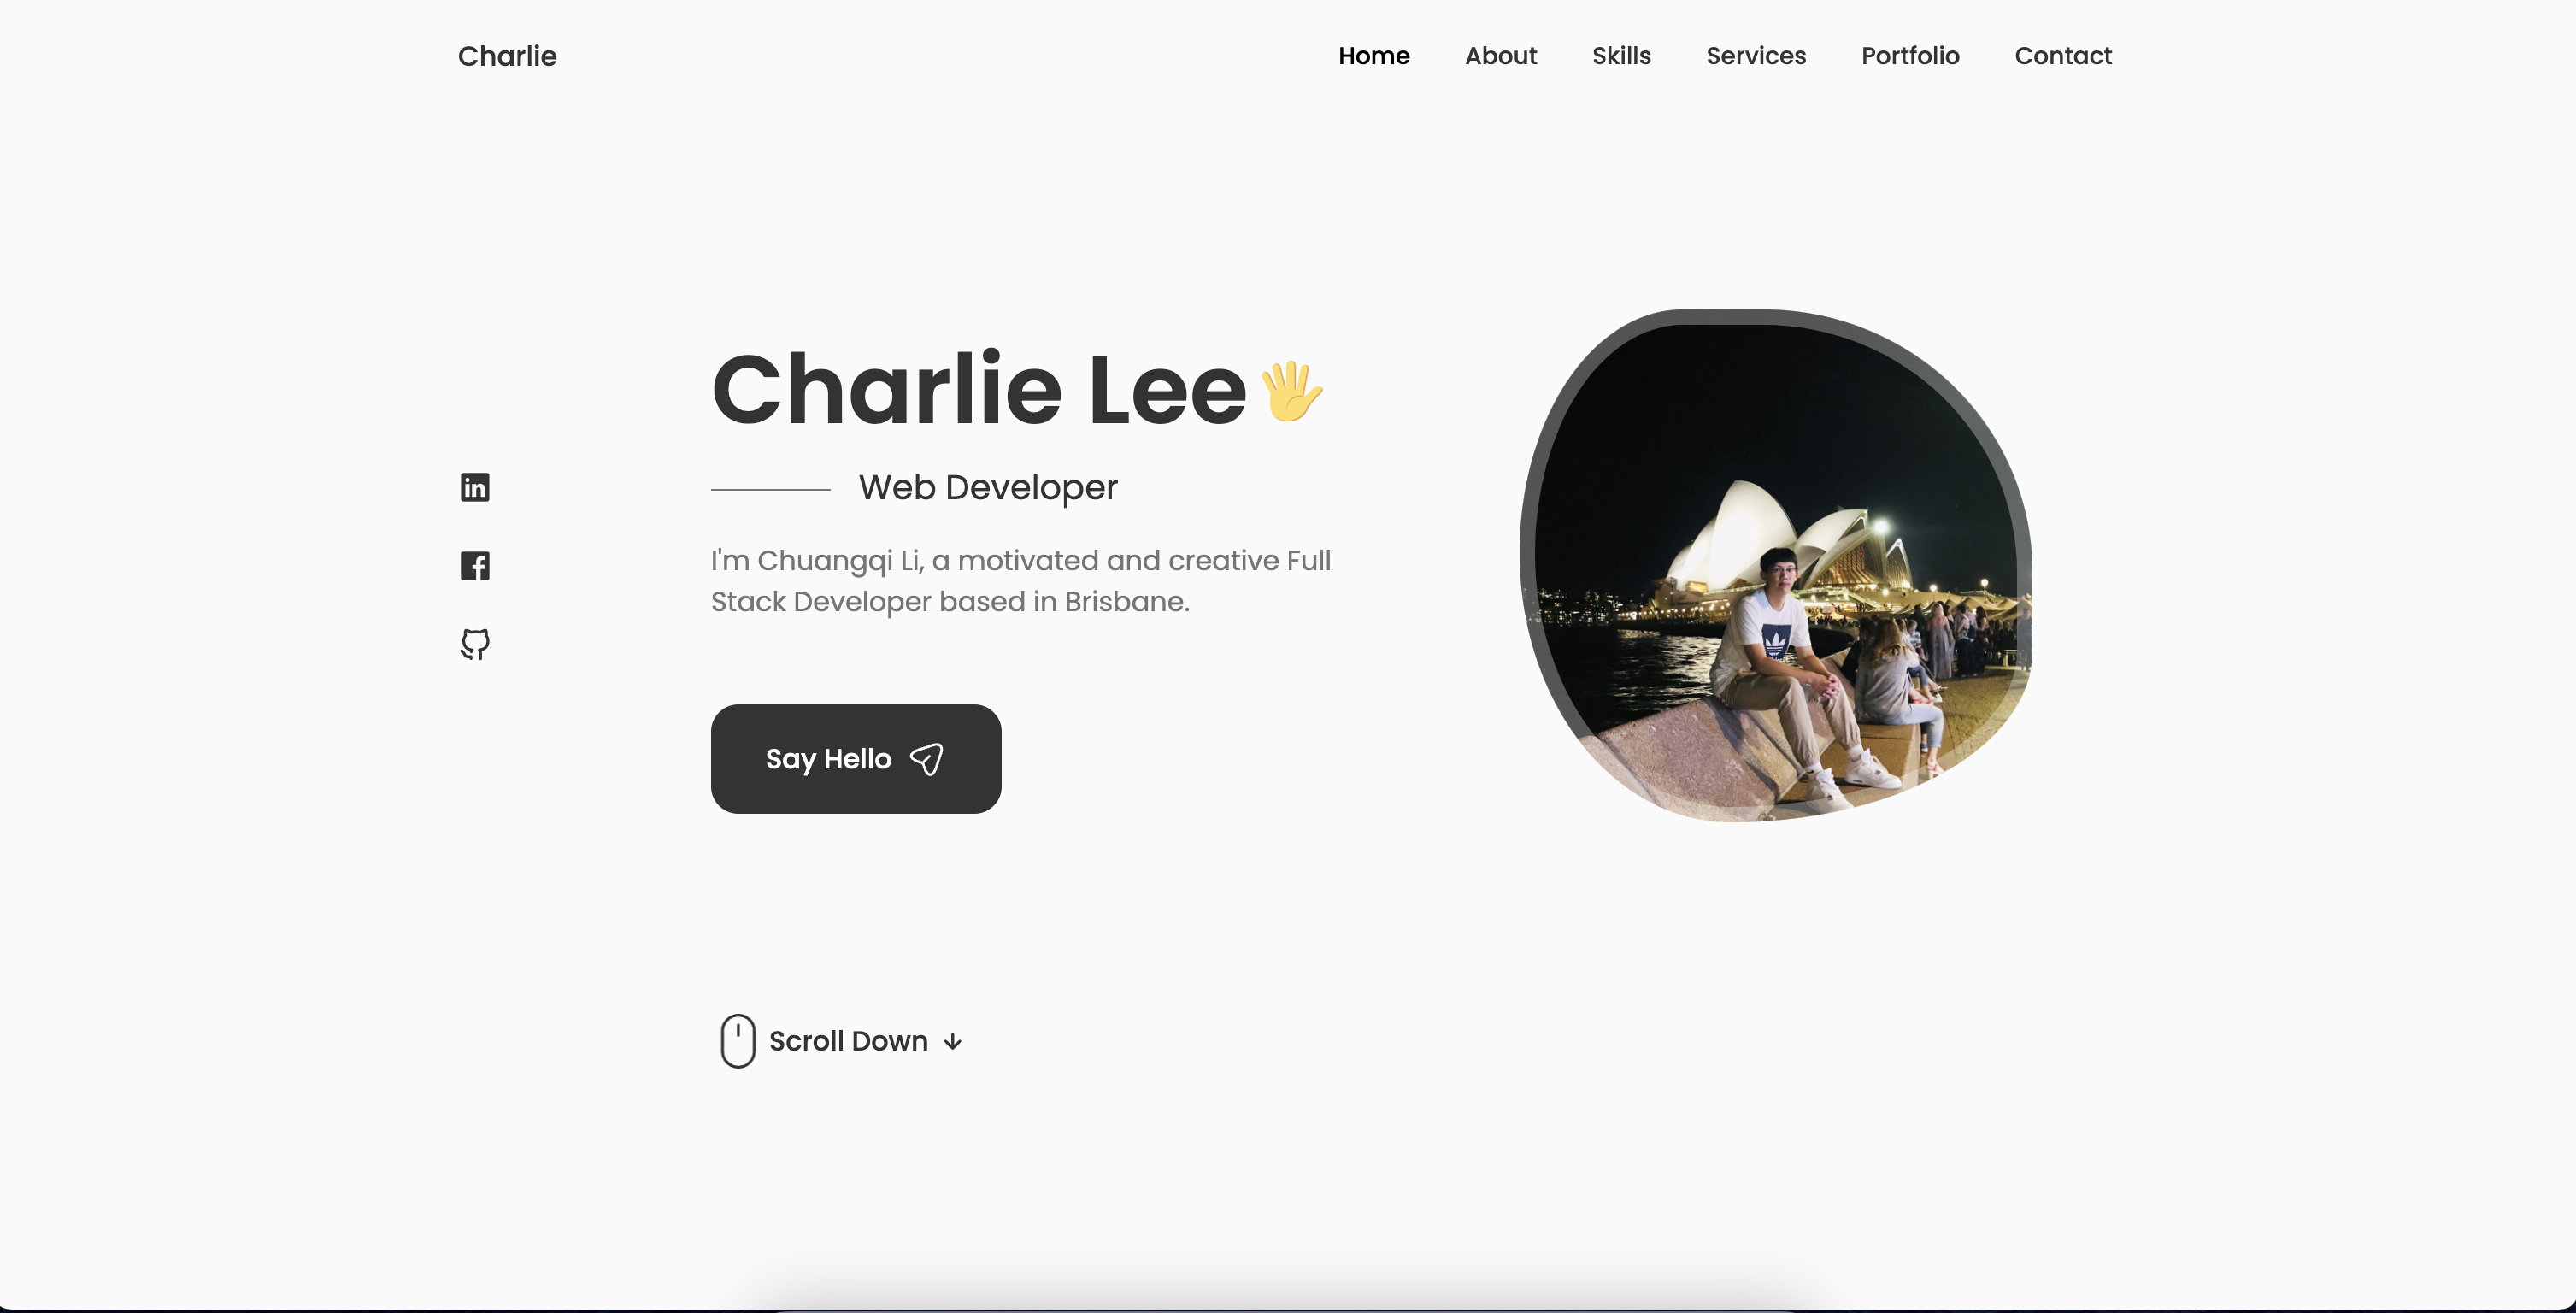 Charlie
Home About Skills Services Portfolio Contact
Charlie Lee🖐
Web Developer
I'm Chuangqi Li, a motivated and creative Full
Stack Developer based in Brisbane.
Say Hello
Scroll Down ↓